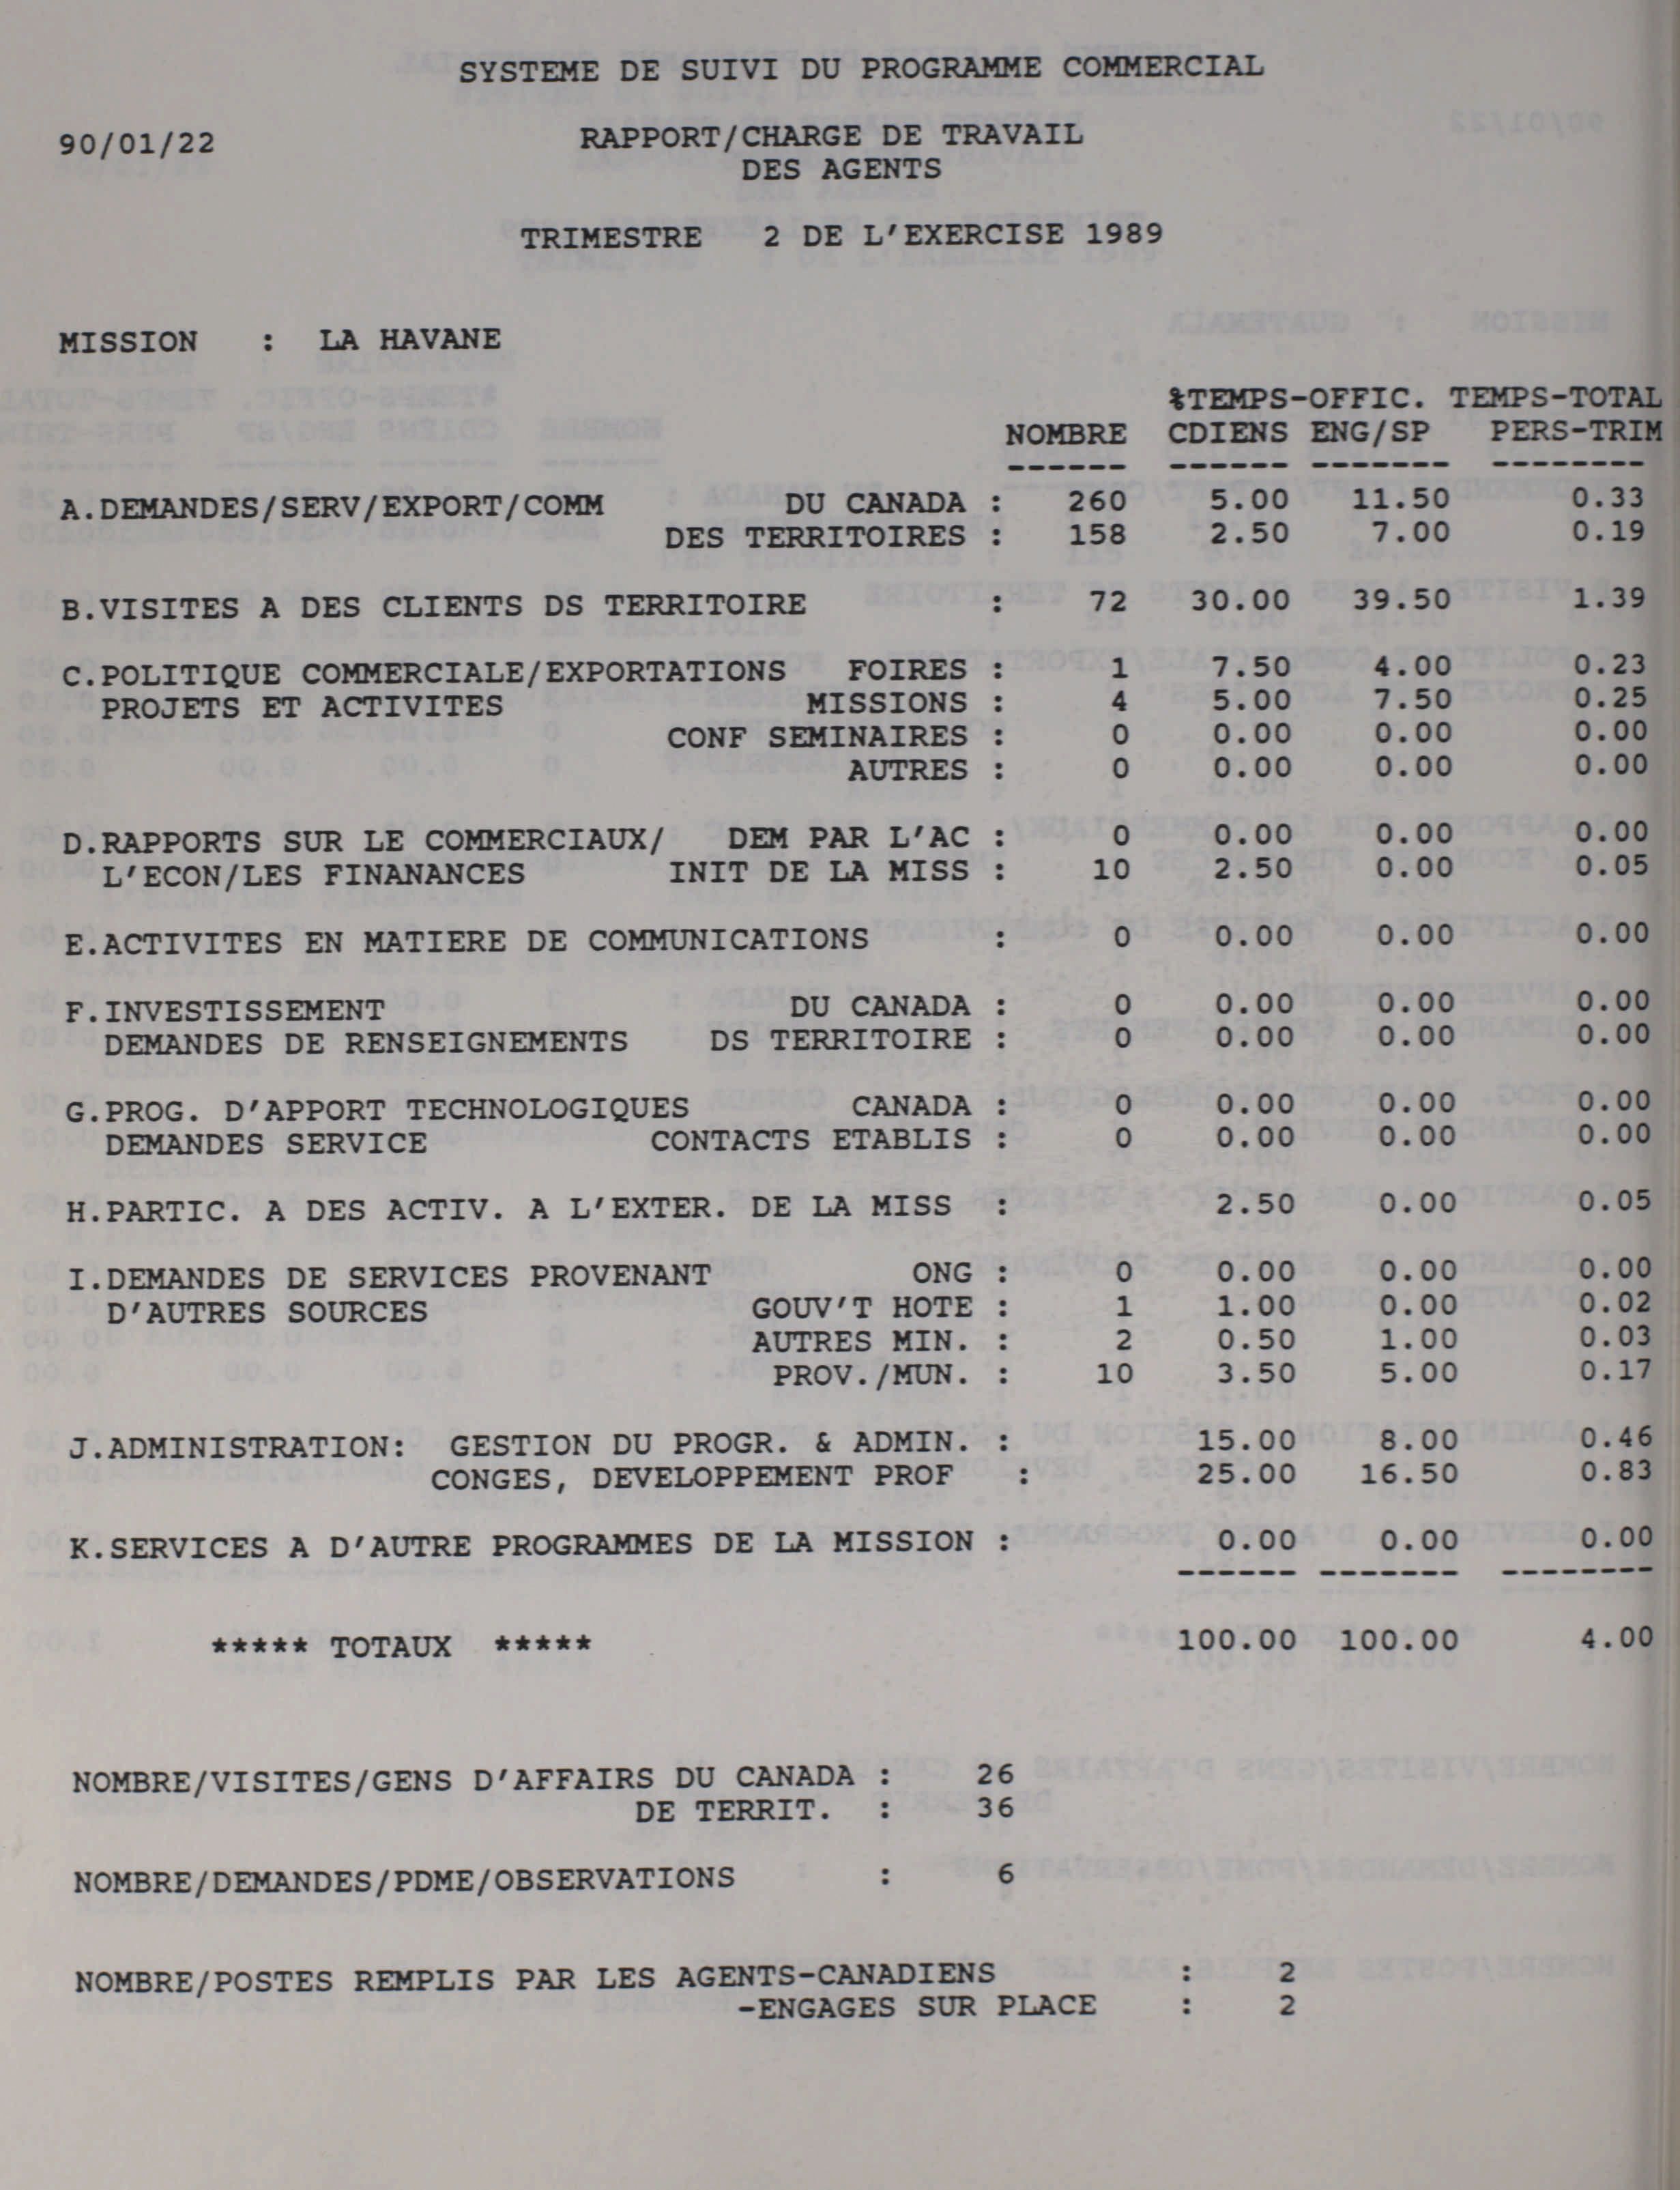 SYSTEME DE SUIVI DU PROGRAMME COMMERCIAL
90/01/22 RAPPORT/CHARGE DE TRAVAIL
DES AGENTS
TRIMESTRE 2 DE L'EXERCISE 1989
MISSION : LA HAVANE
%TEMPS-OFFIC. TEMPS-TOTAL
NOMBRE CDIENS ENG/SP PERS-TRIM
------ ------ ------- --------
A.DEMANDES/SERV/EXPORT/COMM DU CANADA : 260 5.00 11.50 0.33
DES TERRITOIRES : 158 2.50 7.00 0.19
B.VISITES A DES CLIENTS DS TERRITOIRE : 72 30.00 39.50 1.39
C.POLITIQUE COMMERCIALE/EXPORTATIONS FOIRES : 1 7.50 4.00 0.23
PROJETS ET ACTIVITES MISSIONS : 4 5.00 7.50 0.25
CONF SEMINAIRES : 0 0.00 0.00 0.00
AUTRES : 0 0.00 0.00 0.00
D.RAPPORTS SUR LE COMMERCIAUX/ DEM PAR L'AC : 0 0.00 0.00 0.00
L'ECON/LES FINANANCES INIT DE LA MISS : 10 2.50 0.00 0.05
E.ACTIVITES EN MATIERE DE COMMUNICATIONS : 0 0.00 0.00 0.00
F.INVESTISSEMENT DU CANADA : 0 0.00 0.00 0.00
DEMANDES DE RENSEIGNEMENTS DS TERRITOIRE : 0 0.00 0.00 0.00
G.PROG. D'APPORT TECHNOLOGIQUES CANADA : 0 0.00 0.00 0.00
DEMANDES SERVICE CONTACTS ETABLIS : 0 0.00 0.00 0.00
H.PARTIC. A DES ACTIV. A L'EXTER. DE LA MISS : 2.50 0.00 0.05
I.DEMANDES DE SERVICES PROVENANT ONG : 0 0.00 0.00 0.00
D'AUTRES SOURCES GOUV'T HOTE : 1 1.00 0.00 0.02
AUTRES MIN. : 2 0.50 1.00 0.03
PROV./MUN. : 10 3.50 5.00 0.17
J.ADMINISTRATION: GESTION DU PROGR. & ADMIN. : 15.00 8.00 0.46
CONGES, DEVELOPPEMENT PROF : 25.00 16.50 0.83
K.SERVICES A D'AUTRE PROGRAMMES DE LA MISSION : 0.00 0.00 0.00
------ ------- --------
***** TOTAUX ***** 100.00 100.00 4.00
NOMBRE/VISITES/GENS D'AFFAIRS DU CANADA : 26
DE TERRIT. : 36
NOMBRE/DEMANDES/PDME/OBSERVATIONS : 6
NOMBRE/POSTES REMPLIS PAR LES AGENTS-CANADIENS : 2
-ENGAGES SUR PLACE : 2